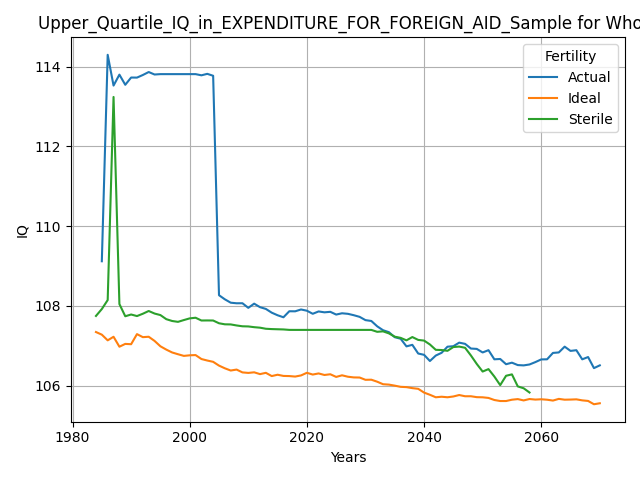 Upper_Quartile_IQ_in_EXPENDITURE_FOR_FOREIGN_AID_Sample for Who
Fertility
Actual
Ideal
Sterile
114
112
110
108
106
IQ
1980
2000
2020
2040
2060
Years